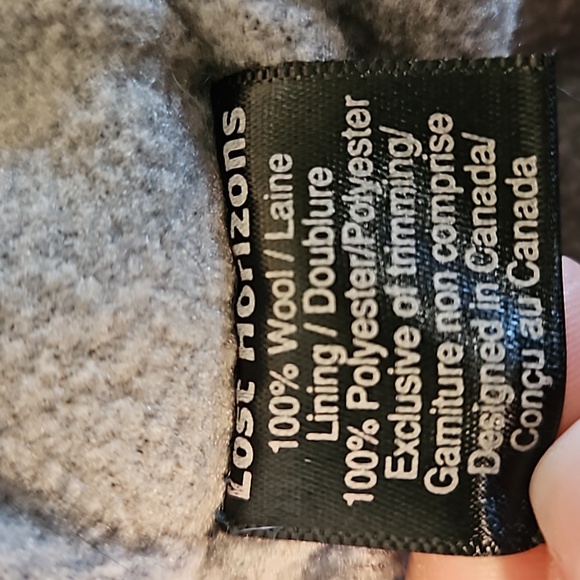 Lost Horizons
100% Wool / Laine
Lining / Doublure
100% Polyester/Polyester
Exclusive of trimming/
Garniture non comprise
Designed in Canada/
Conçu au Canada